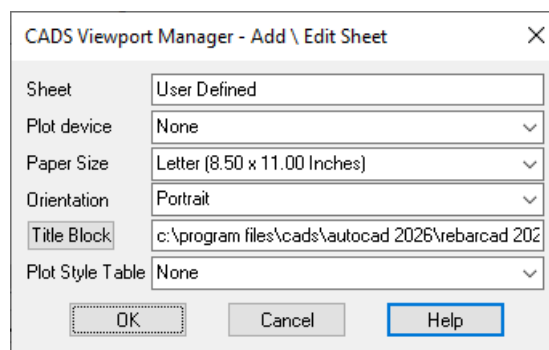 CADS Viewport Manager - Add \ Edit Sheet
Sheet User Defined
Plot device None
Paper Size Letter (8.50 x 11.00 Inches)
Orientation Portrait
Title Block c:\program files\cads\autocad 2026\rebarcad 202
Plot Style Table None
OK Cancel Help